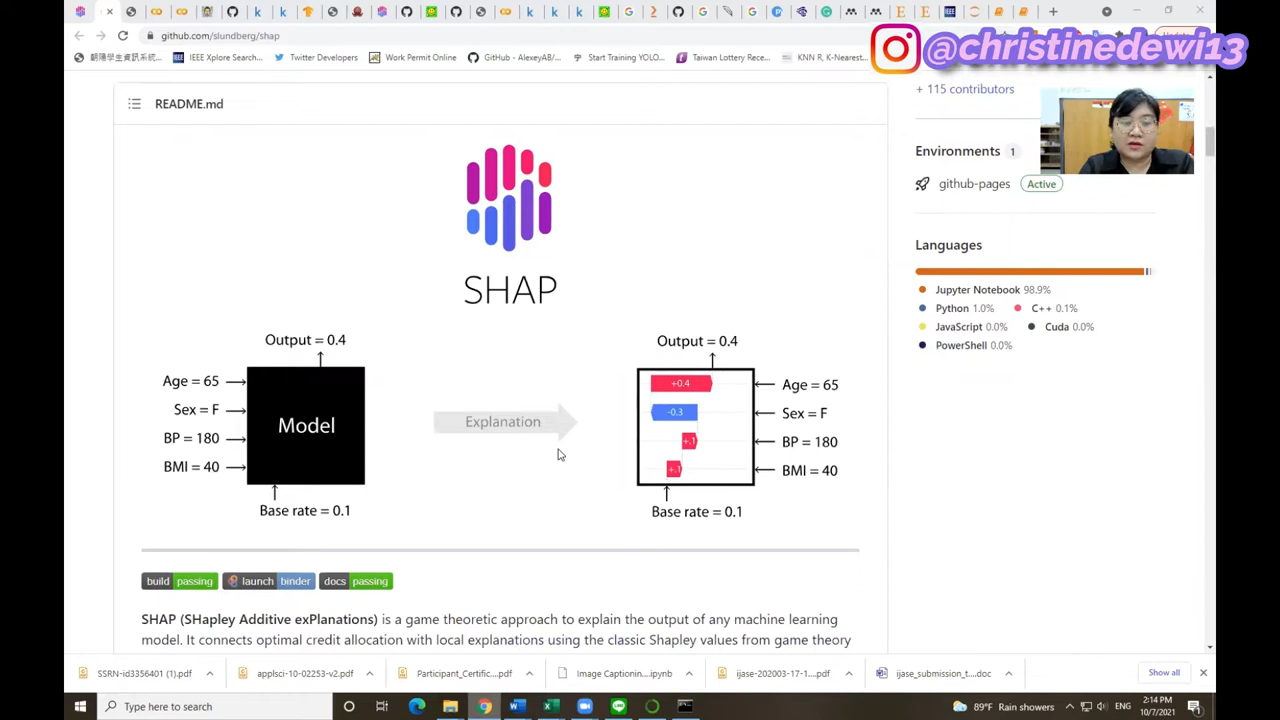 github.com/slundberg/shap
@christinedewi13
朝陽學生資訊系統...
IEEE Xplore Search...
Twitter Developers
Work Permit Online
GitHub - AlexeyAB/...
Start Training YOLO...
Taiwan Lottery Rece...
KNN R, K-Nearest...
README.md
+ 115 contributors
Environments 1
github-pages Active
Languages
Jupyter Notebook 98.9%
Python 1.0% C++ 0.1%
JavaScript 0.0% Cuda 0.0%
PowerShell 0.0%
SHAP
Output = 0.4
Age = 65
Sex = F
BP = 180
BMI = 40
Model
Base rate = 0.1
Explanation
Output = 0.4
+0.4
-0.3
+.1
+.1
Age = 65
Sex = F
BP = 180
BMI = 40
Base rate = 0.1
build passing launch binder docs passing
SHAP (SHapley Additive exPlanations) is a game theoretic approach to explain the output of any machine learning
model. It connects optimal credit allocation with local explanations using the classic Shapley values from game theory
SSRN-id3356401 (1).pdf
applsci-10-02253-v2.pdf
Participant_Certific....pdf
Image Captionin....ipynb
ijase-202003-17-1....pdf
ijase_submission_t....doc
Show all
Type here to search
89°F Rain showers
ENG
2:14 PM
10/7/2021